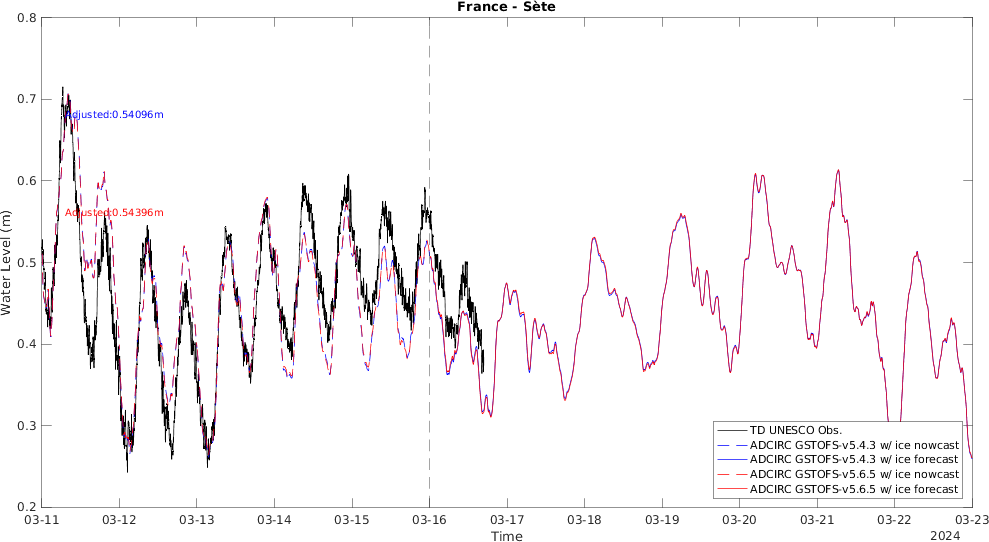 France - Sète
0.8
0.7
0.6
0.5
0.4
0.3
0.2
Water Level (m)
Adjusted:0.54096m
Adjusted:0.54396m
TD UNESCO Obs.
ADCIRC GSTOFS-v5.4.3 w/ ice nowcast
ADCIRC GSTOFS-v5.4.3 w/ ice forecast
ADCIRC GSTOFS-v5.6.5 w/ ice nowcast
ADCIRC GSTOFS-v5.6.5 w/ ice forecast
03-11 03-12 03-13 03-14 03-15 03-16 03-17 03-18 03-19 03-20 03-21 03-22 03-23
Time
2024